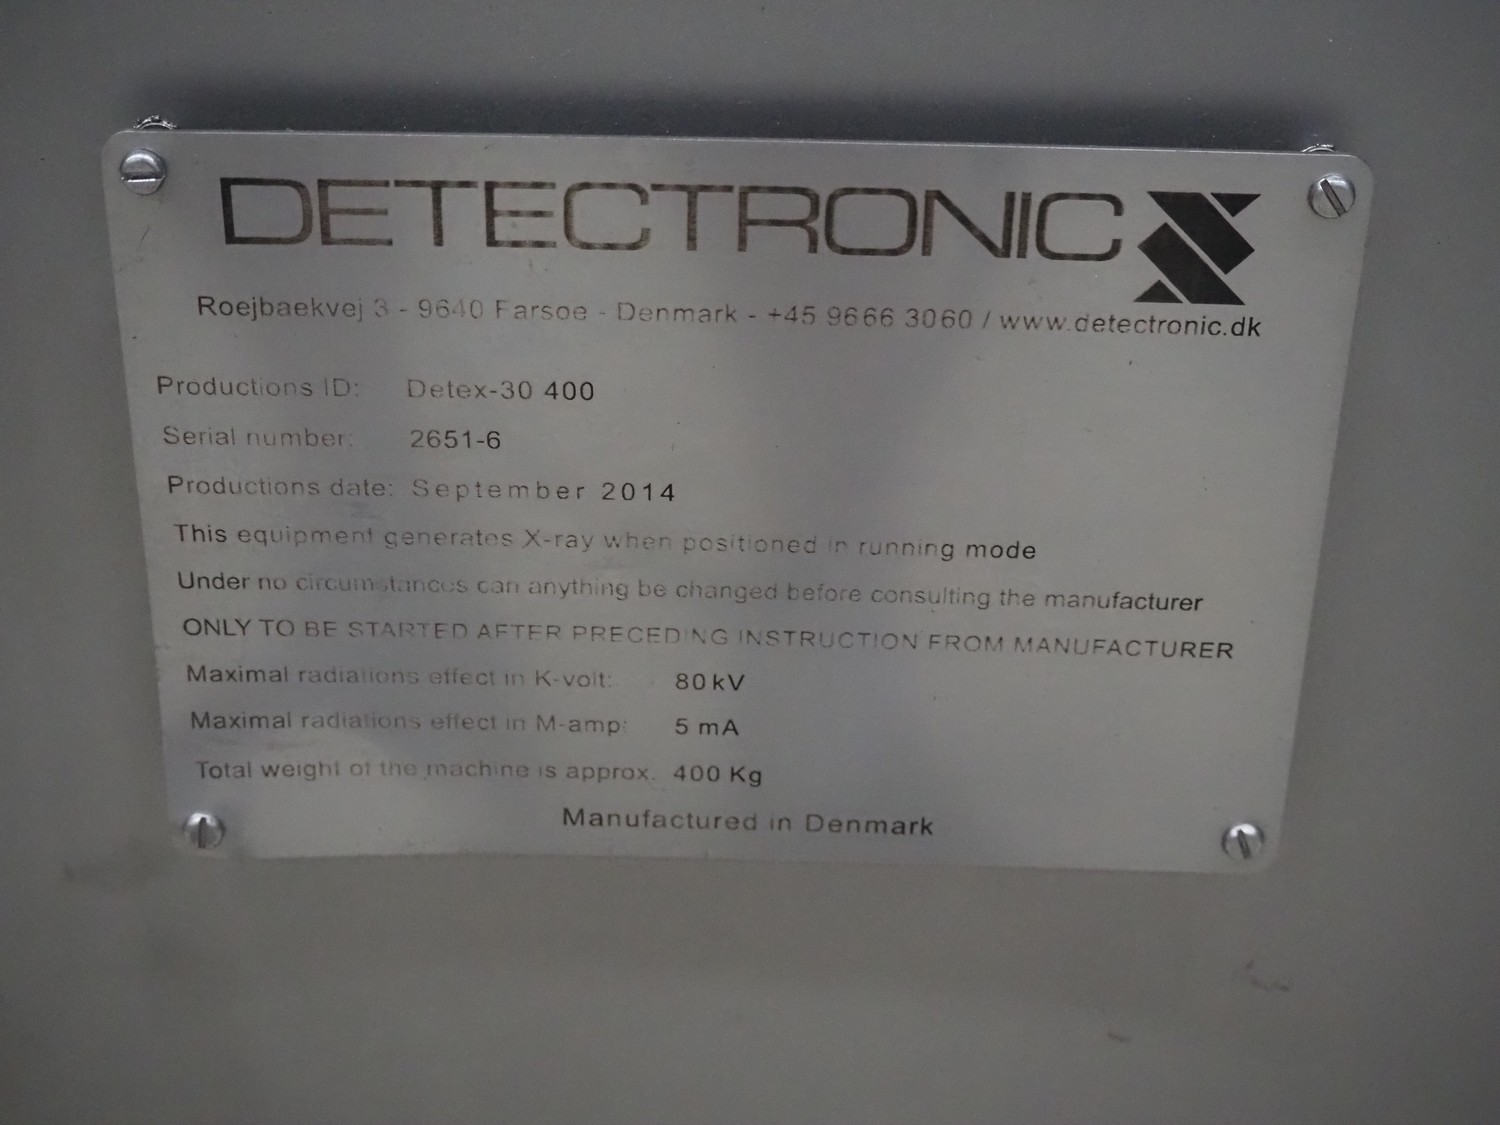 DETECTRONIC
Roejbaekvej 3 - 9640 Farsoe - Denmark - +45 9666 3060 / www.detectronic.dk
Productions ID: Detex-30 400
Serial number: 2651-6
Productions date: September 2014
This equipment generates X-ray when positioned in running mode
Under no circumstances can anything be changed before consulting the manufacturer
ONLY TO BE STARTED AFTER PRECEDING INSTRUCTION FROM MANUFACTURER
Maximal radiations effect in K-volt: 80 kV
Maximal radiations effect in M-amp: 5 mA
Total weight of the machine is approx. 400 Kg
Manufactured in Denmark